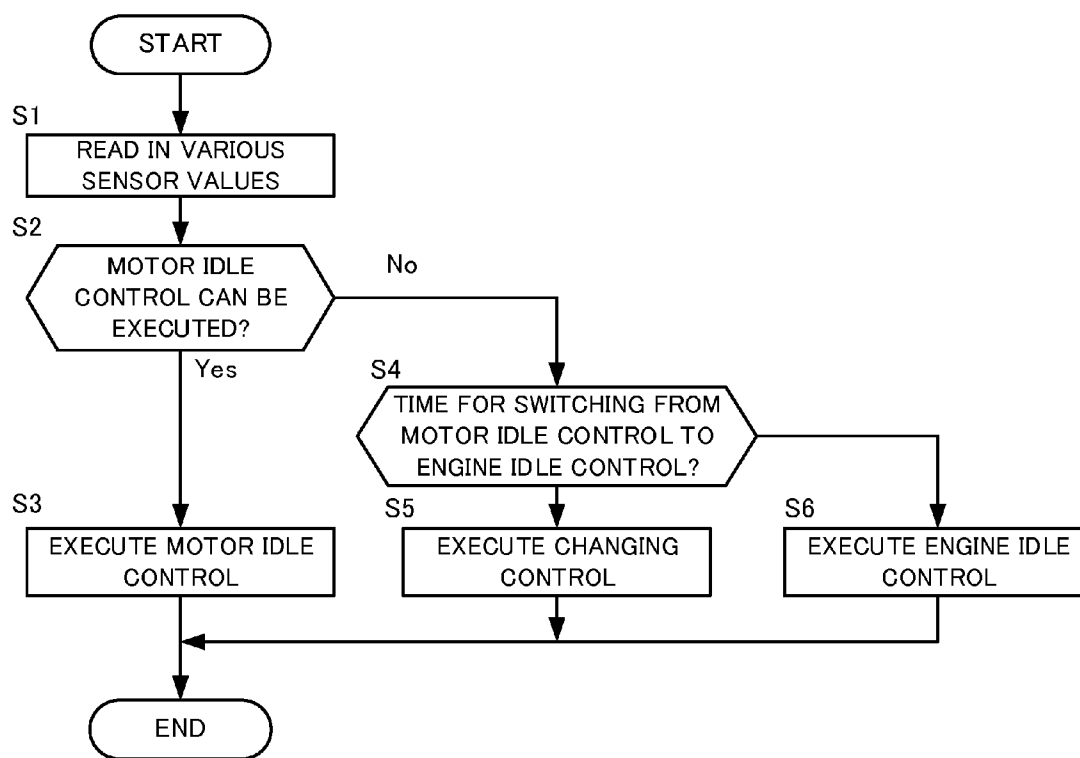 START
S1
READ IN VARIOUS
SENSOR VALUES
S2
MOTOR IDLE
CONTROL CAN BE
EXECUTED?
No
Yes
S4
TIME FOR SWITCHING FROM
MOTOR IDLE CONTROL TO
ENGINE IDLE CONTROL?
S3
EXECUTE MOTOR IDLE
CONTROL
S5
EXECUTE CHANGING
CONTROL
S6
EXECUTE ENGINE IDLE
CONTROL
END